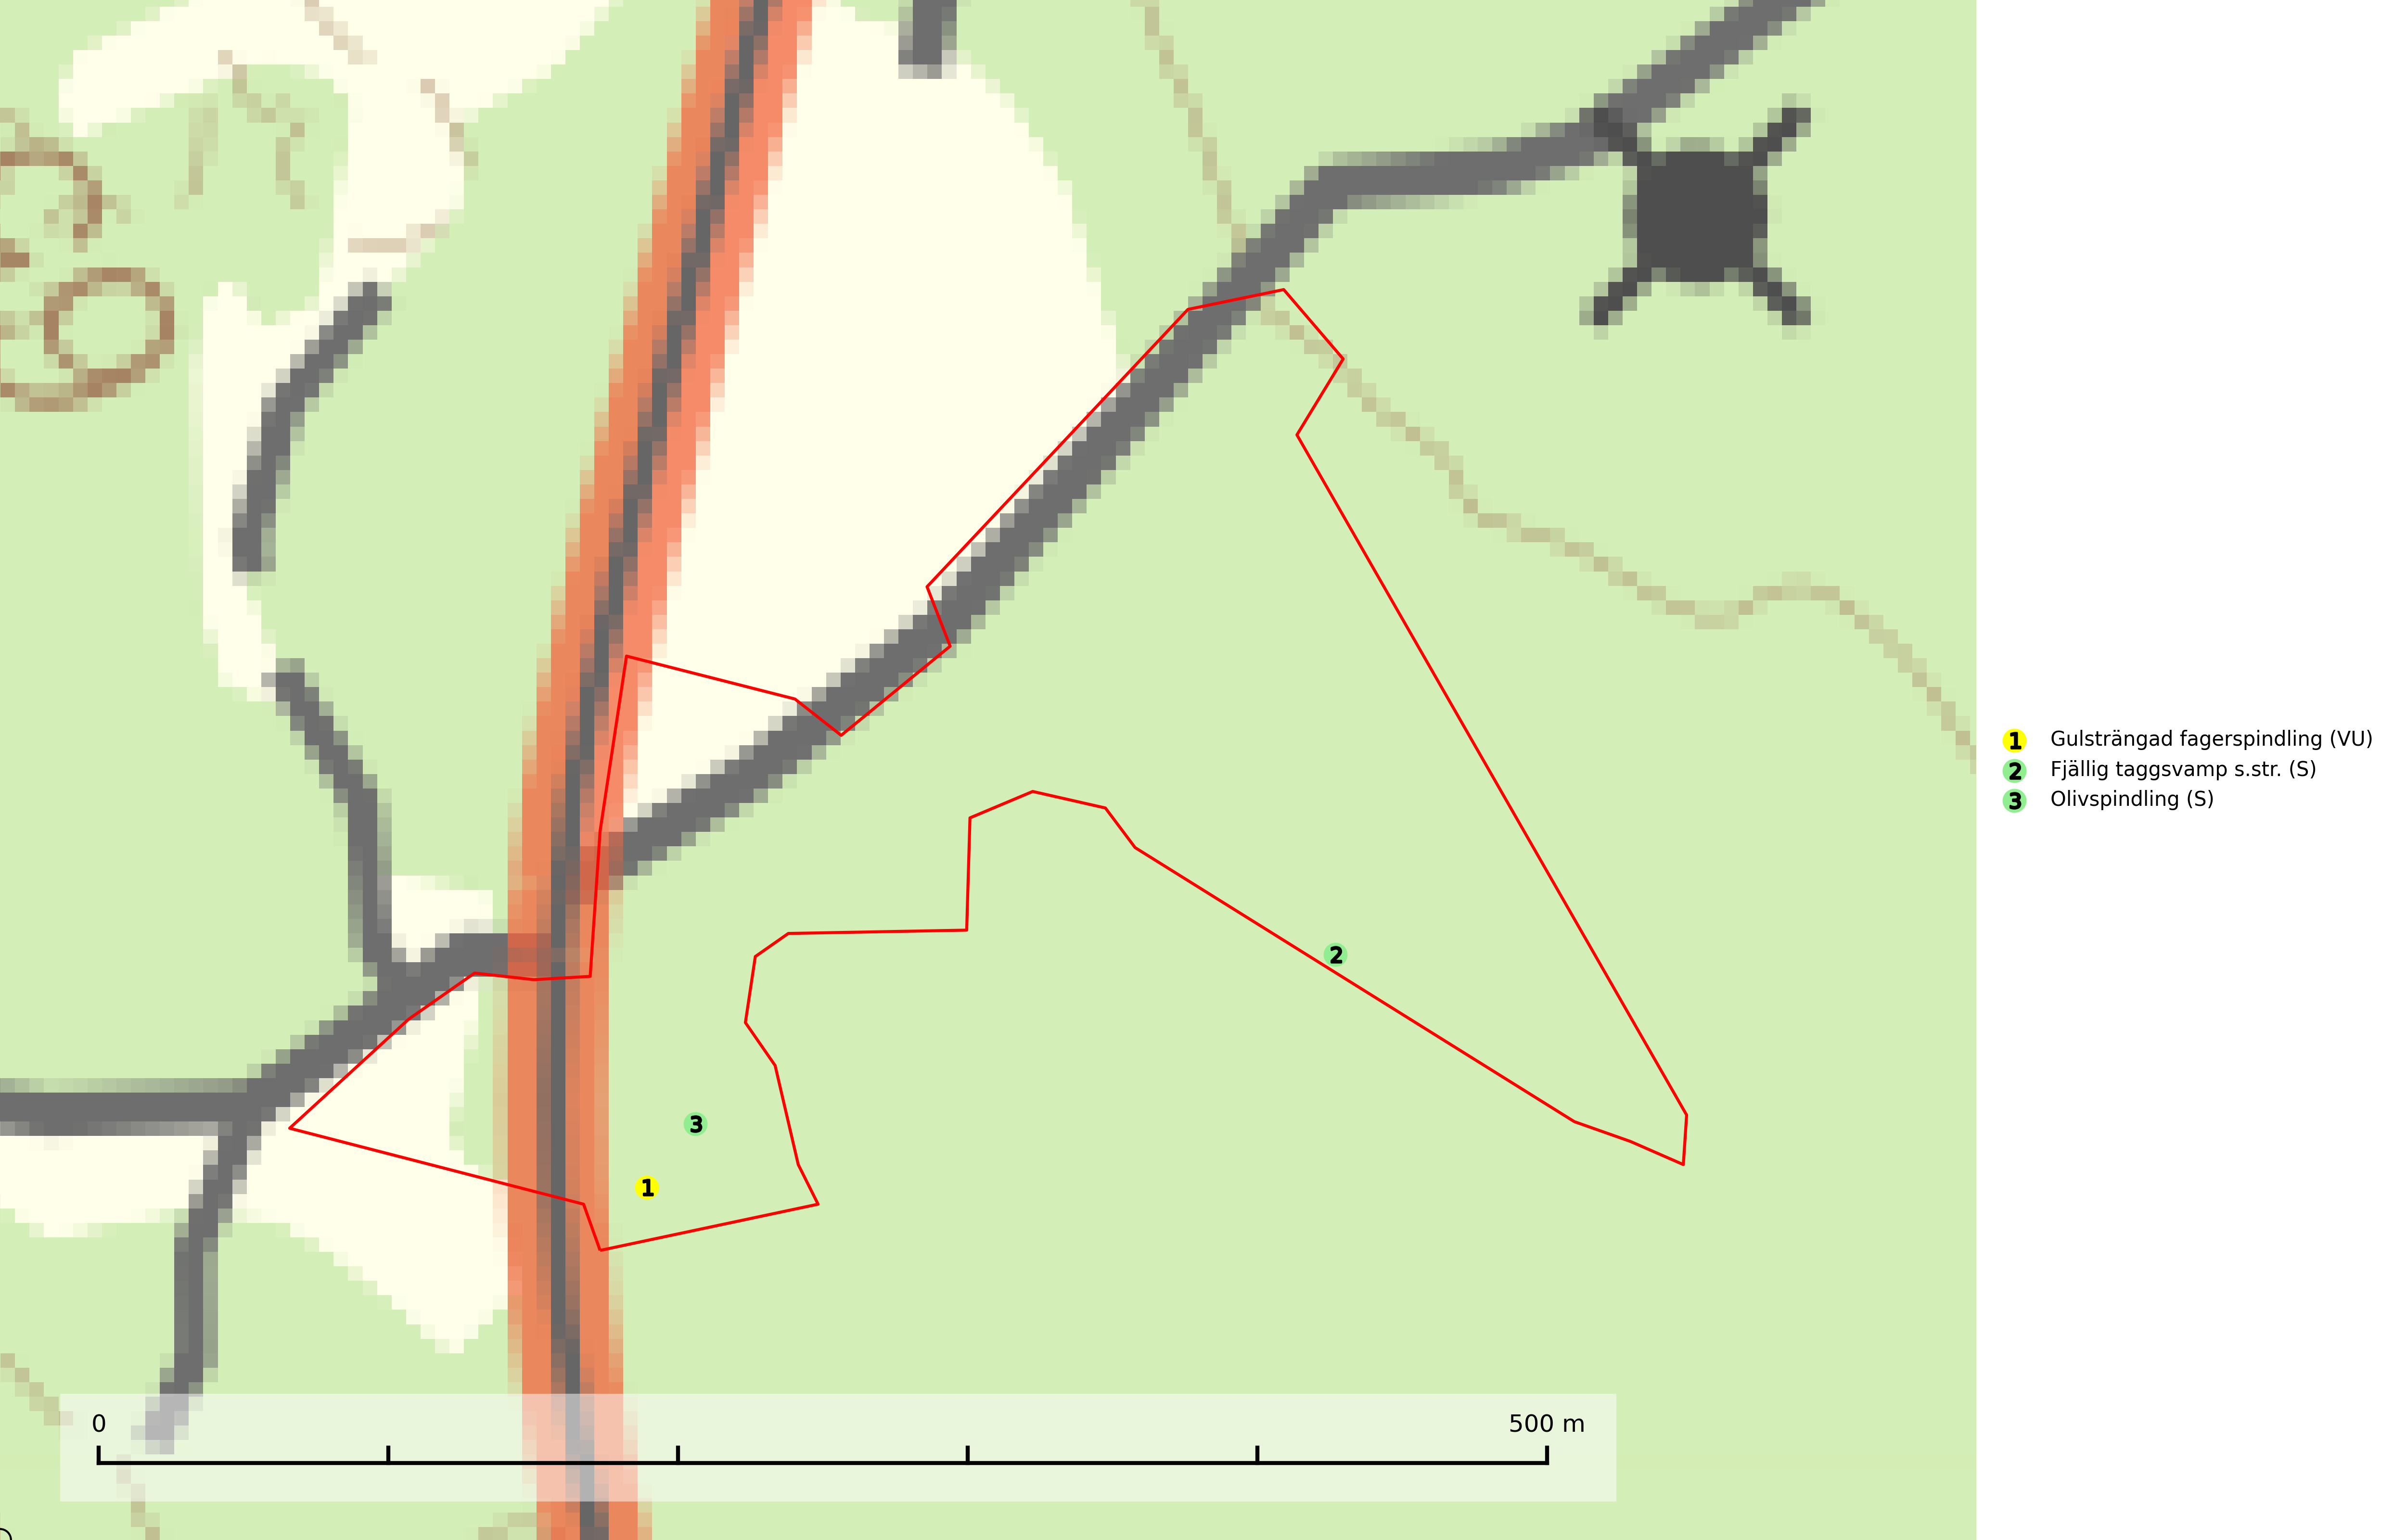 1 Gulsträngad fagerspindling (VU)
2 Fjällig taggsvamp s.str. (S)
3 Olivspindling (S)
2
3
1
0 500 m